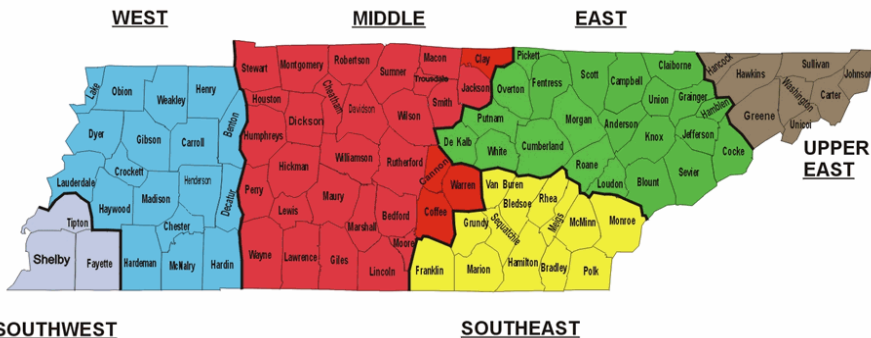 WEST
MIDDLE
EAST
UPPER
EAST
SOUTHWEST
SOUTHEAST
Lake
Obion
Weakley
Henry
Dyer
Gibson
Carroll
Benton
Crockett
Lauderdale
Haywood
Madison
Henderson
Decatur
Chester
Hardeman
McNalry
Hardin
Tipton
Shelby
Fayette
Stewart
Montgomery
Robertson
Sumner
Macon
Trousdale
Clay
Jackson
Smith
Houston
Cheatham
Davidson
Wilson
Dickson
Humphreys
Hickman
Williamson
Rutherford
Cannon
Warren
Coffee
Perry
Lewis
Maury
Marshall
Bedford
Moore
Wayne
Lawrence
Giles
Lincoln
Pickett
Overton
Fentress
Scott
Campbell
Claiborne
Union
Grainger
Hamblen
Putnam
De Kalb
White
Cumberland
Morgan
Anderson
Knox
Jefferson
Cocke
Roane
Loudon
Blount
Sevier
Van Buren
Bledsoe
Rhea
Meigs
McMinn
Monroe
Grundy
Sequatchie
Franklin
Marion
Hamilton
Bradley
Polk
Hancock
Hawkins
Sullivan
Johnson
Washington
Carter
Greene
Unicoi